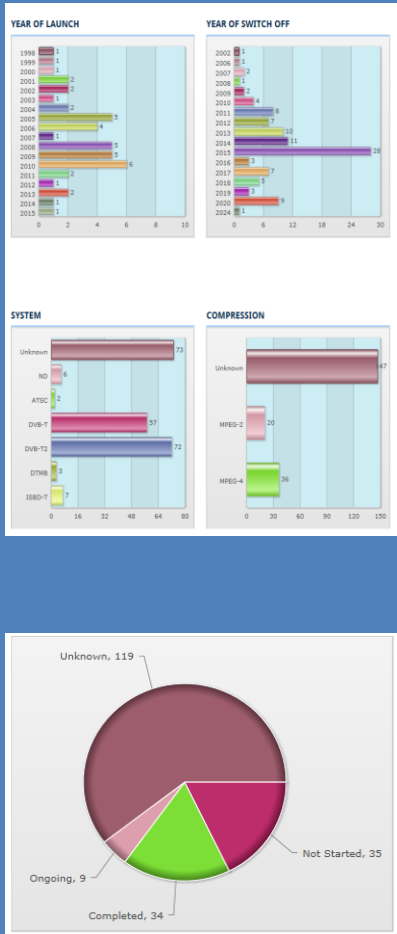 YEAR OF LAUNCH
1998 1
1999 1
2000 1
2001 2
2002 2
2003 1
2004 2
2005 5
2006 4
2007 1
2008 5
2009 5
2010 6
2011 2
2012 1
2013 2
2014 1
2015 1
0 2 4 6 8 10
YEAR OF SWITCH OFF
2002 1
2006 1
2007 2
2008 1
2009 2
2010 4
2011 8
2012 7
2013 10
2014 11
2015 28
2016 3
2017 7
2018 5
2019 3
2020 9
2024 1
0 6 12 18 24 30
SYSTEM
Unknown 73
ND 6
ATSC 2
DVB-T 57
DVB-T2 72
DTMB 3
ISBD-T 7
0 16 32 48 64 80
COMPRESSION
Unknown 147
MPEG-2 20
MPEG-4 36
0 30 60 90 120 150
Unknown, 119
Not Started, 35
Ongoing, 9
Completed, 34